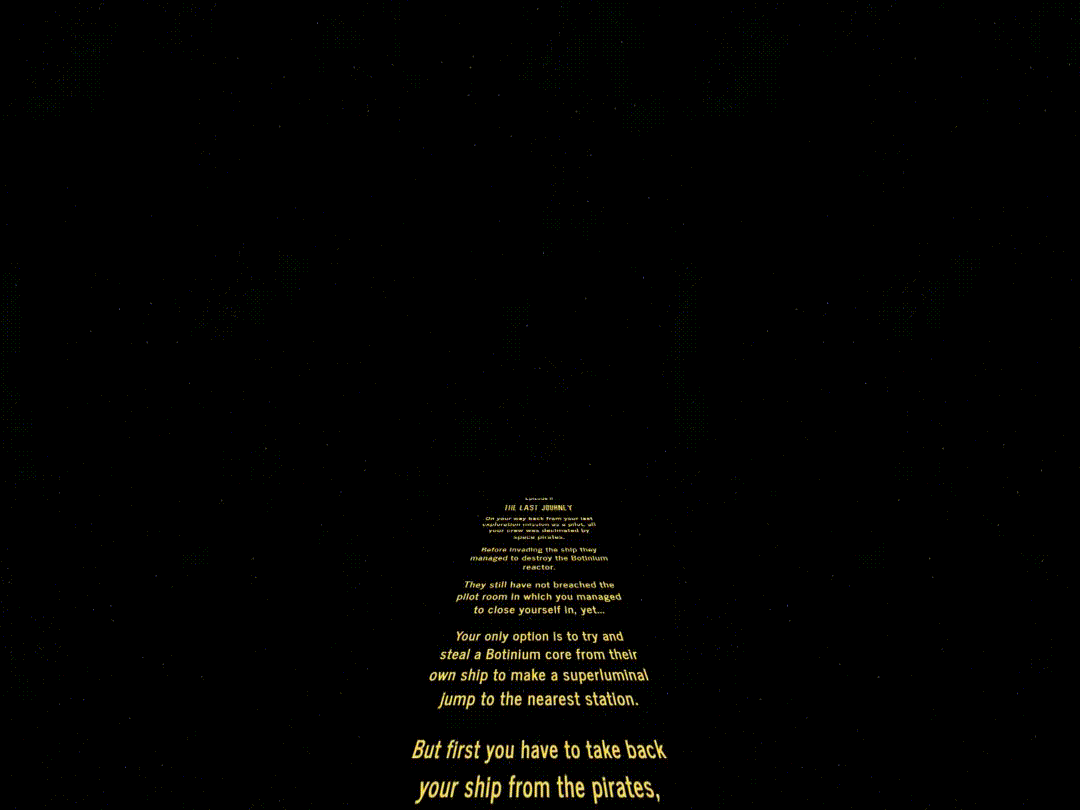 THE LAST JOURNEY
On your way back from your last
exploration mission as a pilot, all
your crew was decimated by
space pirates.
Before invading the ship they
managed to destroy the Botinium
reactor.
They still have not breached the
pilot room in which you managed
to close yourself in, yet...
Your only option is to try and
steal a Botinium core from their
own ship to make a superluminal
jump to the nearest station.
But first you have to take back
your ship from the pirates,